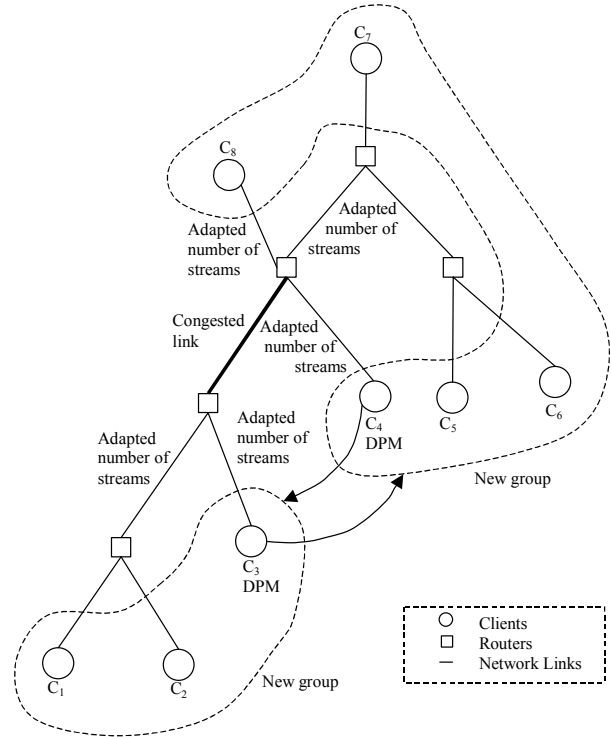 C7
C8
Adapted
number of
streams
Adapted
number of
streams
Congested
link
Adapted
number of
streams
C4
DPM
C5
C6
Adapted
number of
streams
Adapted
number of
streams
New group
C3
DPM
C1
C2
New group
Clients
Routers
Network Links